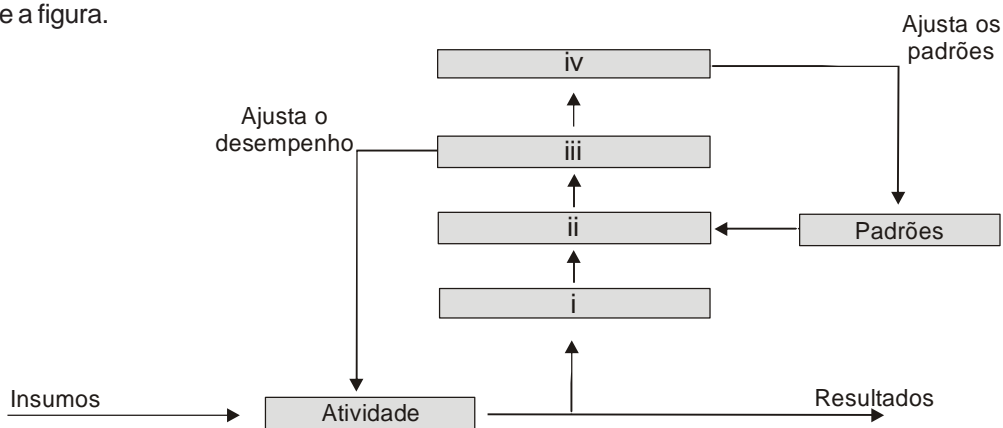 e a figura.
Ajusta os
padrões
iv
Ajusta o
desempenho
iii
ii
Padrões
i
Insumos
Atividade
Resultados